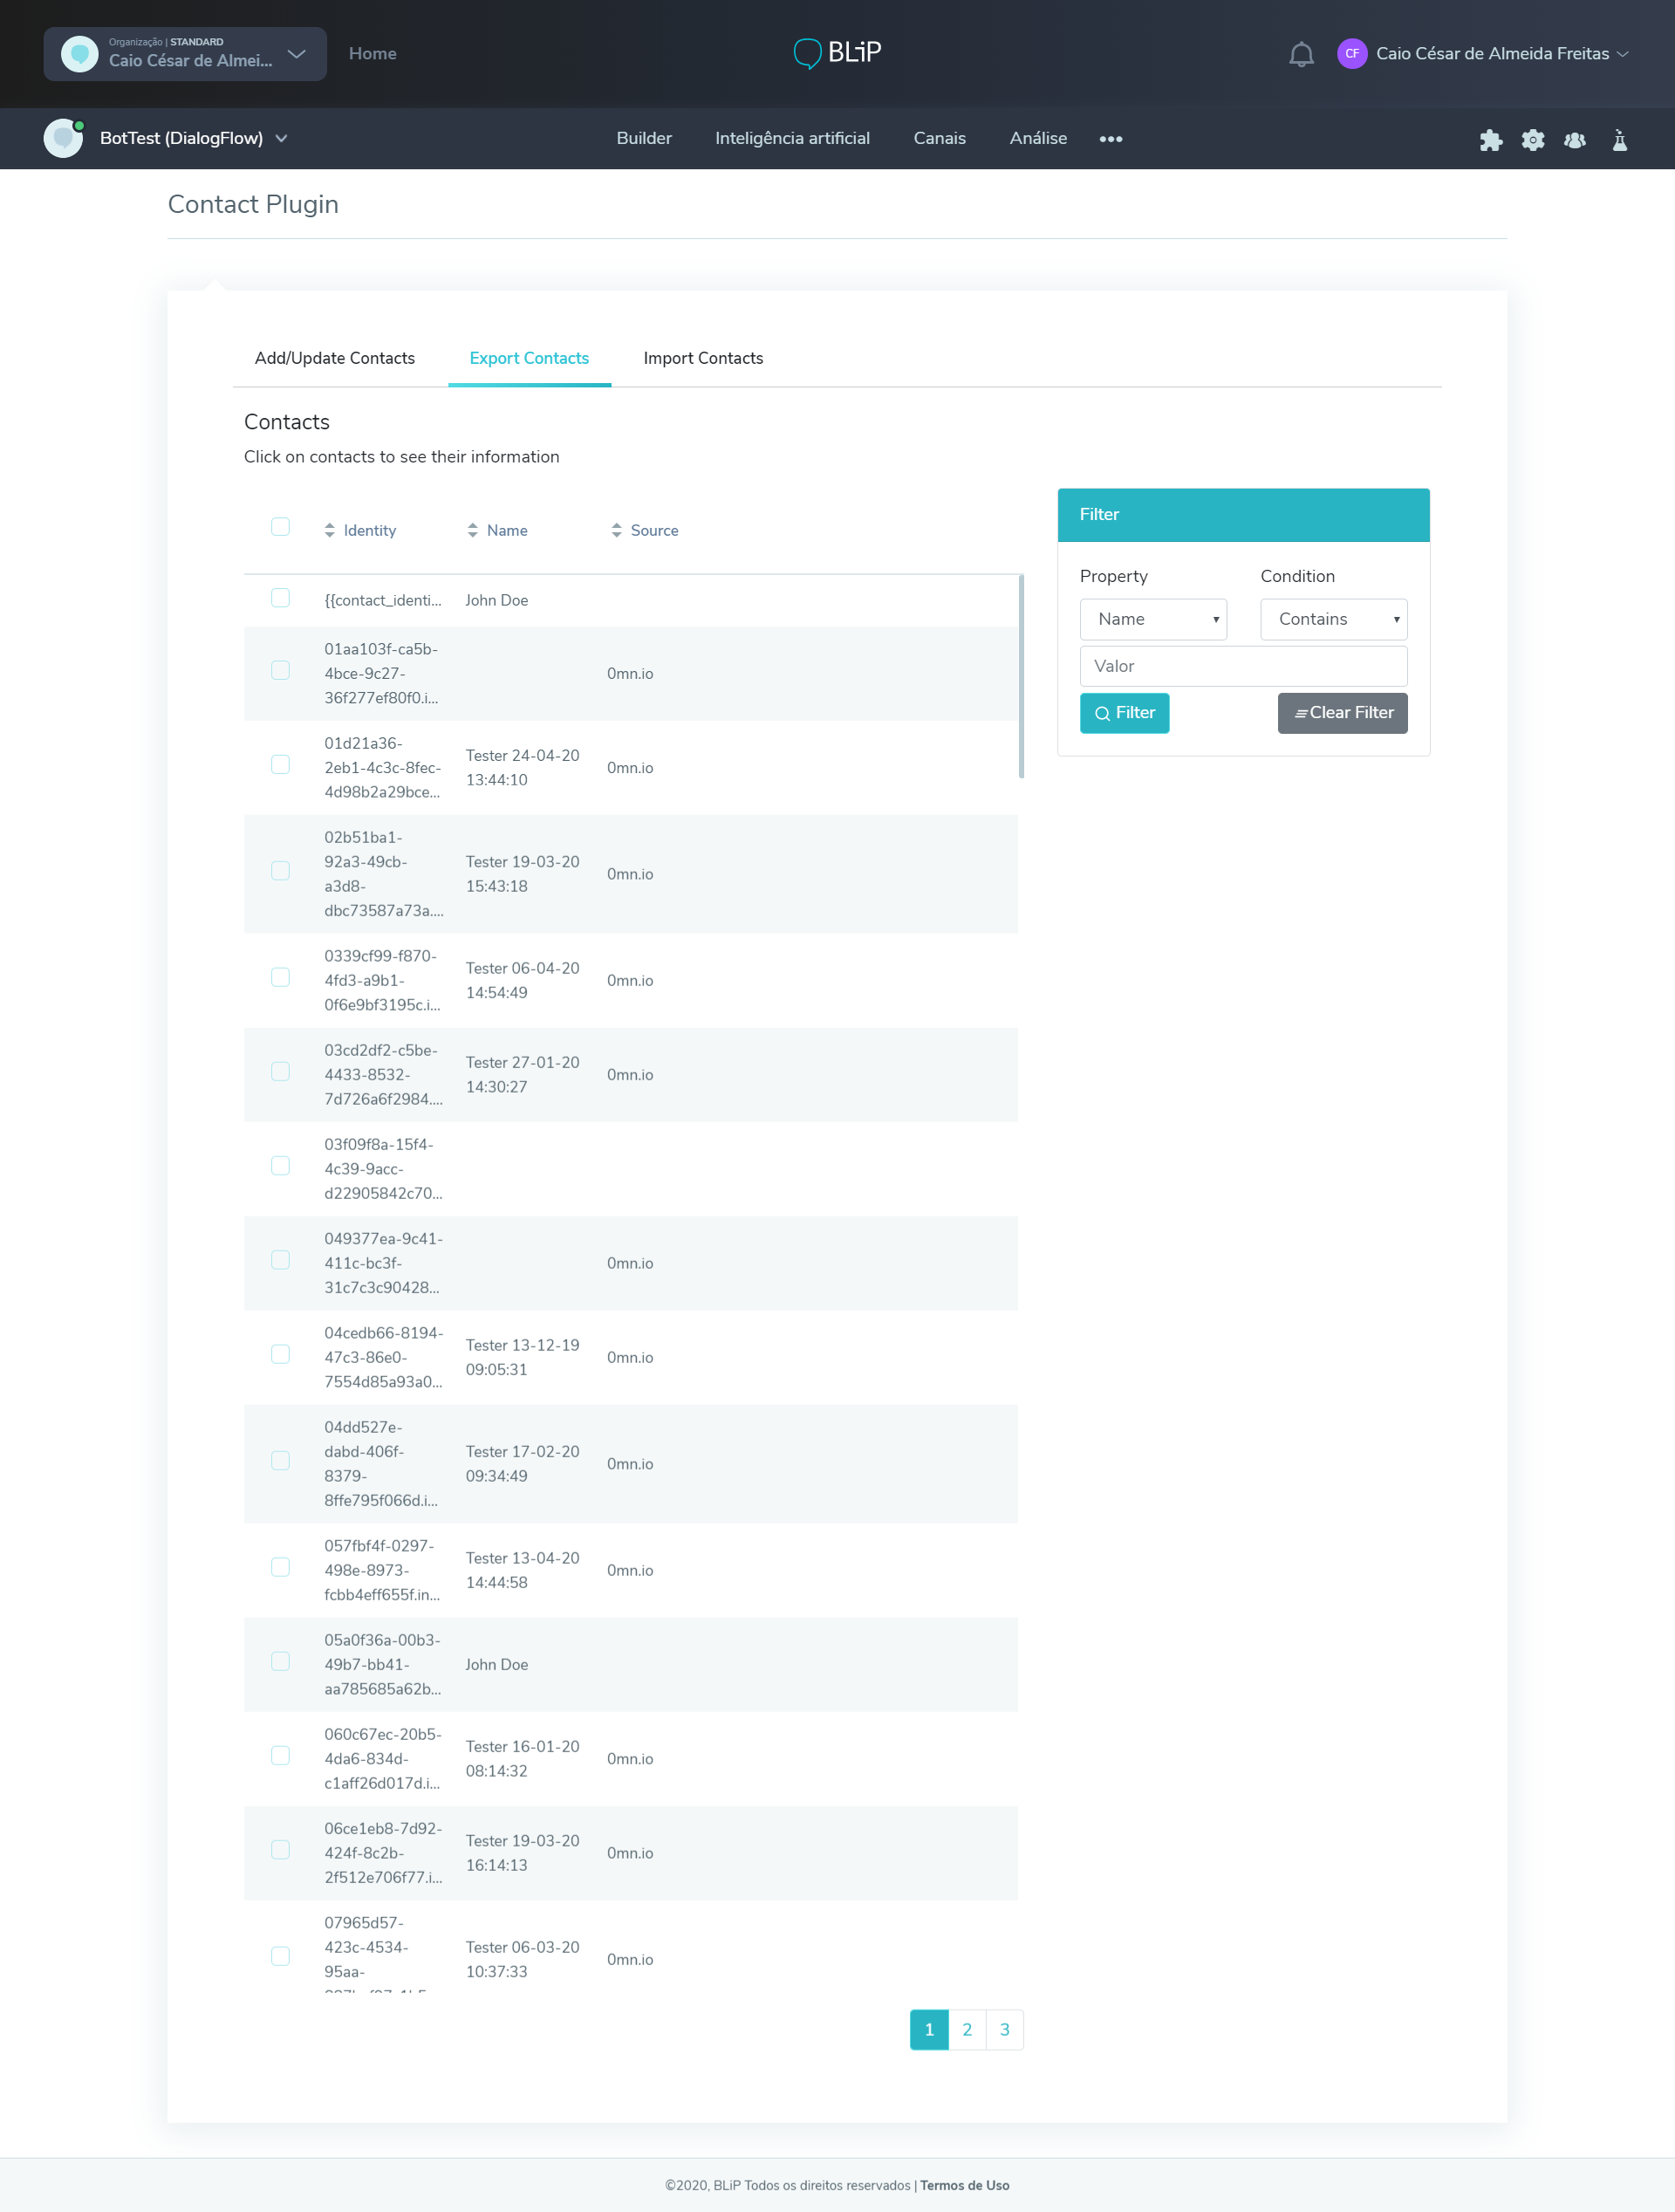 Organização | STANDARD
Caio César de Almei...
Home
BLiP
CF
Caio César de Almeida Freitas
BotTest (DialogFlow)
Builder
Inteligência artificial
Canais
Análise
Contact Plugin
Add/Update Contacts
Export Contacts
Import Contacts
Contacts
Click on contacts to see their information
Identity
Name
Source
{{contact_identi...
John Doe
01aa103f-ca5b-
4bce-9c27-
36f277ef80f0.i...
0mn.io
01d21a36-
2eb1-4c3c-8fec-
4d98b2a29bce...
Tester 24-04-20
13:44:10
0mn.io
02b51ba1-
92a3-49cb-
a3d8-
dbc73587a73a....
Tester 19-03-20
15:43:18
0mn.io
0339cf99-f870-
4fd3-a9b1-
0f6e9bf3195c.i...
Tester 06-04-20
14:54:49
0mn.io
03cd2df2-c5be-
4433-8532-
7d726a6f2984....
Tester 27-01-20
14:30:27
0mn.io
03f09f8a-15f4-
4c39-9acc-
d22905842c70...
049377ea-9c41-
411c-bc3f-
31c7c3c90428...
0mn.io
04cedb66-8194-
47c3-86e0-
7554d85a93a0...
Tester 13-12-19
09:05:31
0mn.io
04dd527e-
dabd-406f-
8379-
8ffe795f066d.i...
Tester 17-02-20
09:34:49
0mn.io
057fbf4f-0297-
498e-8973-
fcbb4eff655f.in...
Tester 13-04-20
14:44:58
0mn.io
05a0f36a-00b3-
49b7-bb41-
aa785685a62b...
John Doe
060c67ec-20b5-
4da6-834d-
c1aff26d017d.i...
Tester 16-01-20
08:14:32
0mn.io
06ce1eb8-7d92-
424f-8c2b-
2f512e706f77.i...
Tester 19-03-20
16:14:13
0mn.io
07965d57-
423c-4534-
95aa-
Tester 06-03-20
10:37:33
0mn.io
Filter
Property
Condition
Name
Contains
Valor
Filter
Clear Filter
1
2
3
©2020, BLiP Todos os direitos reservados | Termos de Uso